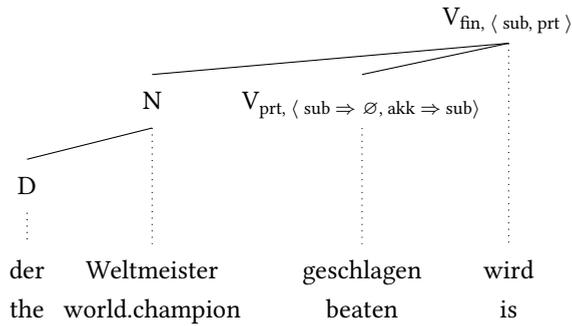 V_fin, ⟨ sub, prt ⟩
N V_prt, ⟨ sub ⇒ ∅, akk ⇒ sub⟩
D
der Weltmeister geschlagen wird
the world.champion beaten is